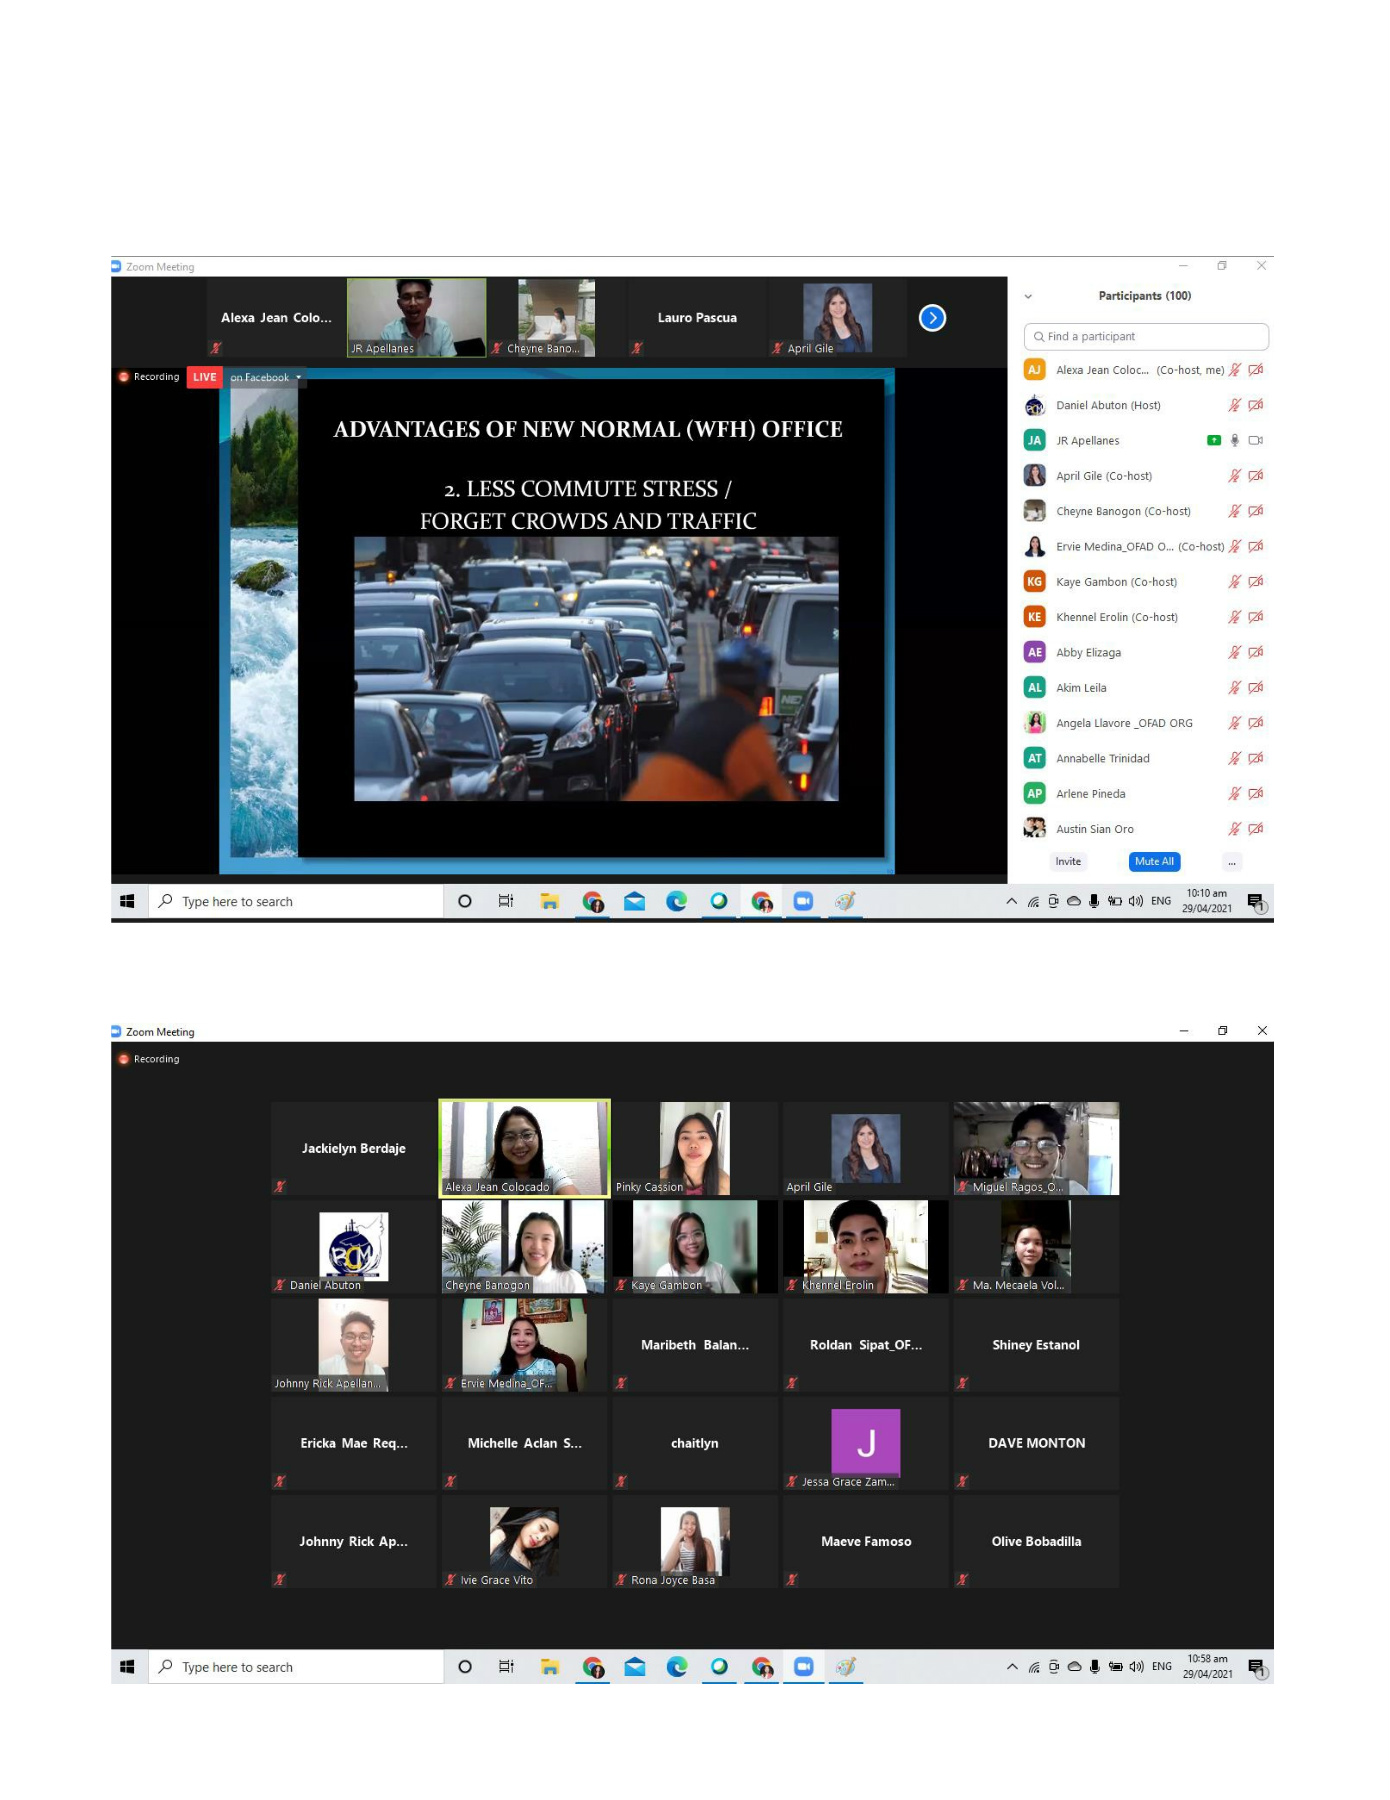 Zoom Meeting
Alexa Jean Colo...
JR Apellanes
Cheyne Bano...
Lauro Pascua
April Gile
Recording
LIVE
on Facebook
ADVANTAGES OF NEW NORMAL (WFH) OFFICE
2. LESS COMMUTE STRESS /
FORGET CROWDS AND TRAFFIC
Participants (100)
Find a participant
AJ Alexa Jean Coloc... (Co-host, me)
Daniel Abuton (Host)
JA JR Apellanes
April Gile (Co-host)
Cheyne Banogon (Co-host)
Ervie Medina_OFAD O... (Co-host)
KG Kaye Gambon (Co-host)
KE Khennel Erolin (Co-host)
AE Abby Elizaga
AL Akim Leila
Angela Llavore _OFAD ORG
AT Annabelle Trinidad
AP Arlene Pineda
Austin Sian Oro
Invite Mute All ...
Type here to search
ENG
10:10 am
29/04/2021
1
Zoom Meeting
Recording
Jackielyn Berdaje
Alexa Jean Colocado
Pinky Cassion
April Gile
Miguel Ragos_O...
Daniel Abuton
Cheyne Banogon
Kaye Gambon
Khennel Erolin
Ma. Mecaela Vol...
Johnny Rick Apellan...
Ervie Medina_OF...
Maribeth Balan...
Roldan Sipat_OF...
Shiney Estanol
Ericka Mae Req...
Michelle Aclan S...
chaitlyn
J
Jessa Grace Zam...
DAVE MONTON
Johnny Rick Ap...
Ivie Grace Vito
Rona Joyce Basa
Maeve Famoso
Olive Bobadilla
Type here to search
ENG
10:58 am
29/04/2021
1